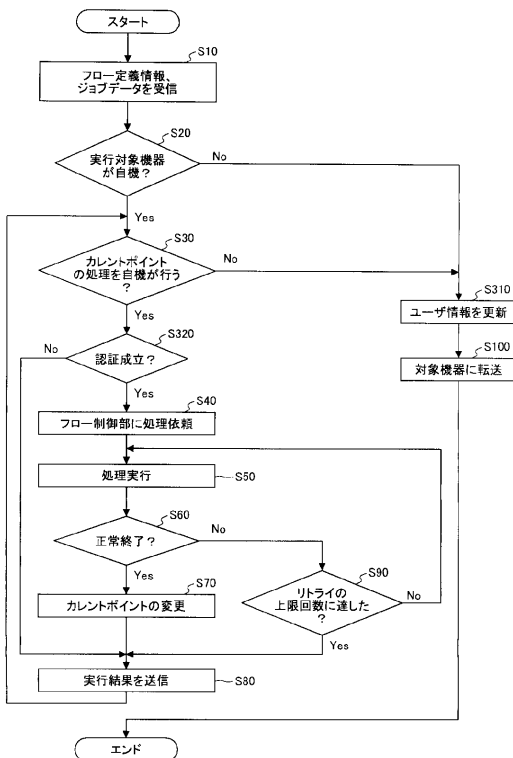 スタート
S10
フロー定義情報、
ジョブデータを受信
S20
実行対象機器
が自機？
No
Yes
S30
カレントポイント
の処理を自機が行う
？
No
Yes
S310
ユーザ情報を更新
S320
認証成立？
No
Yes
S100
対象機器に転送
S40
フロー制御部に処理依頼
処理実行
S50
S60
正常終了？
No
Yes
S70
カレントポイントの変更
S90
リトライの
上限回数に達した
？
No
Yes
実行結果を送信
S80
エンド